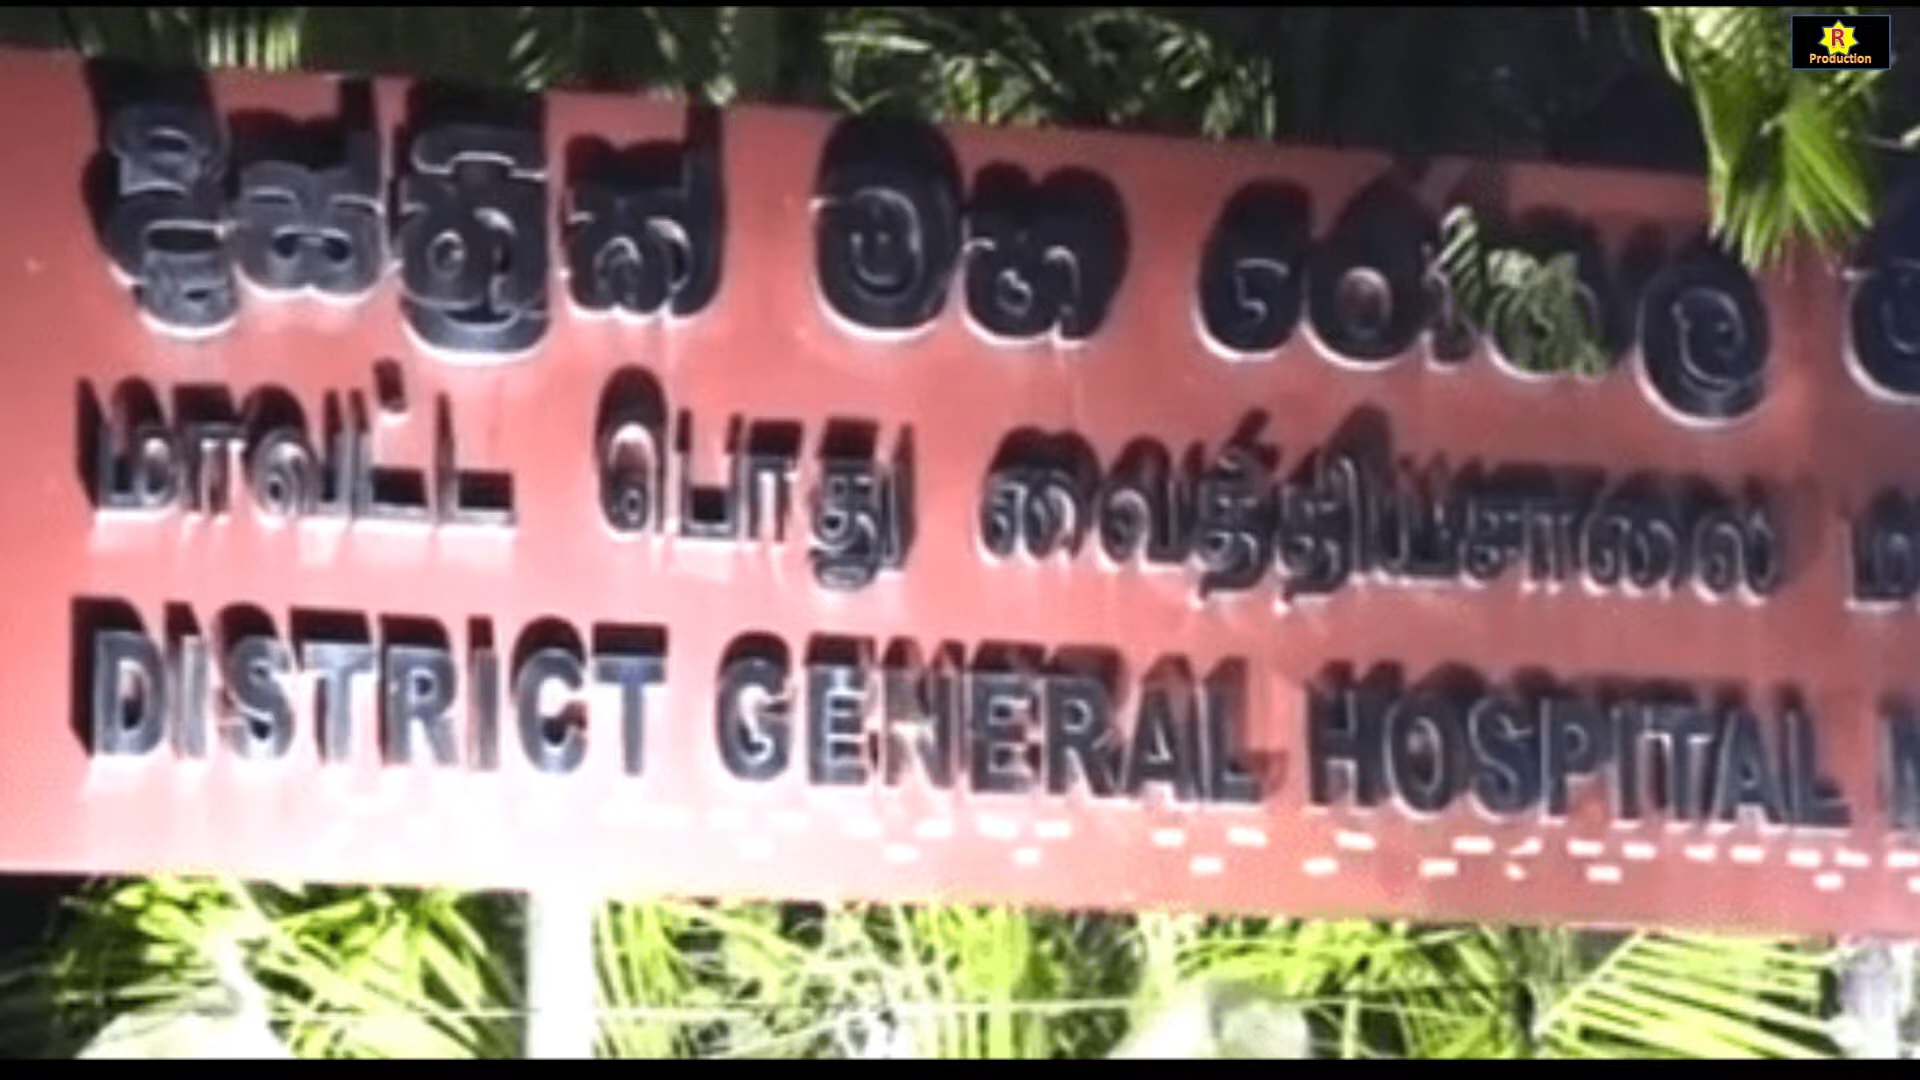 දිස්ත්‍රික් මහ රෝහල
மாவட்ட பொது வைத்தியசாலை
DISTRICT GENERAL HOSPITAL
R
Production